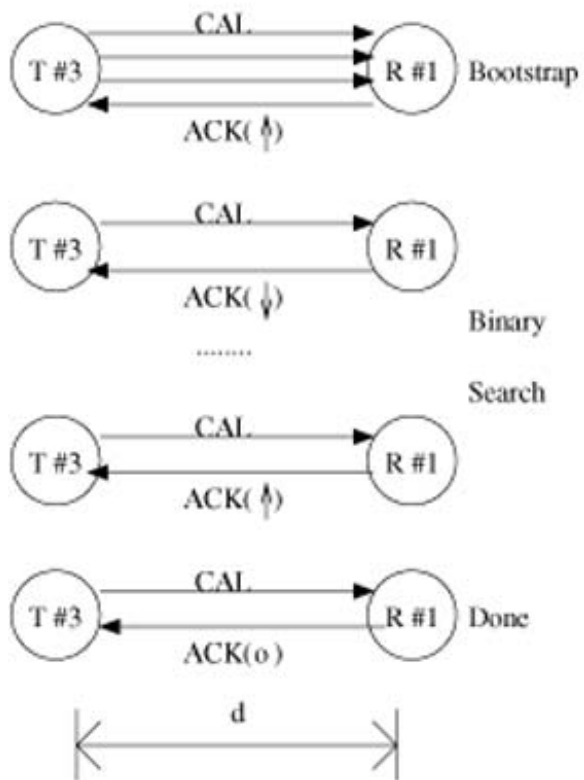 CAL
T #3 R #1 Bootstrap
ACK(↑)
CAL
T #3 R #1
ACK(↓)
Binary
........
Search
CAL
T #3 R #1
ACK(↑)
CAL
T #3 R #1 Done
ACK(o)
d